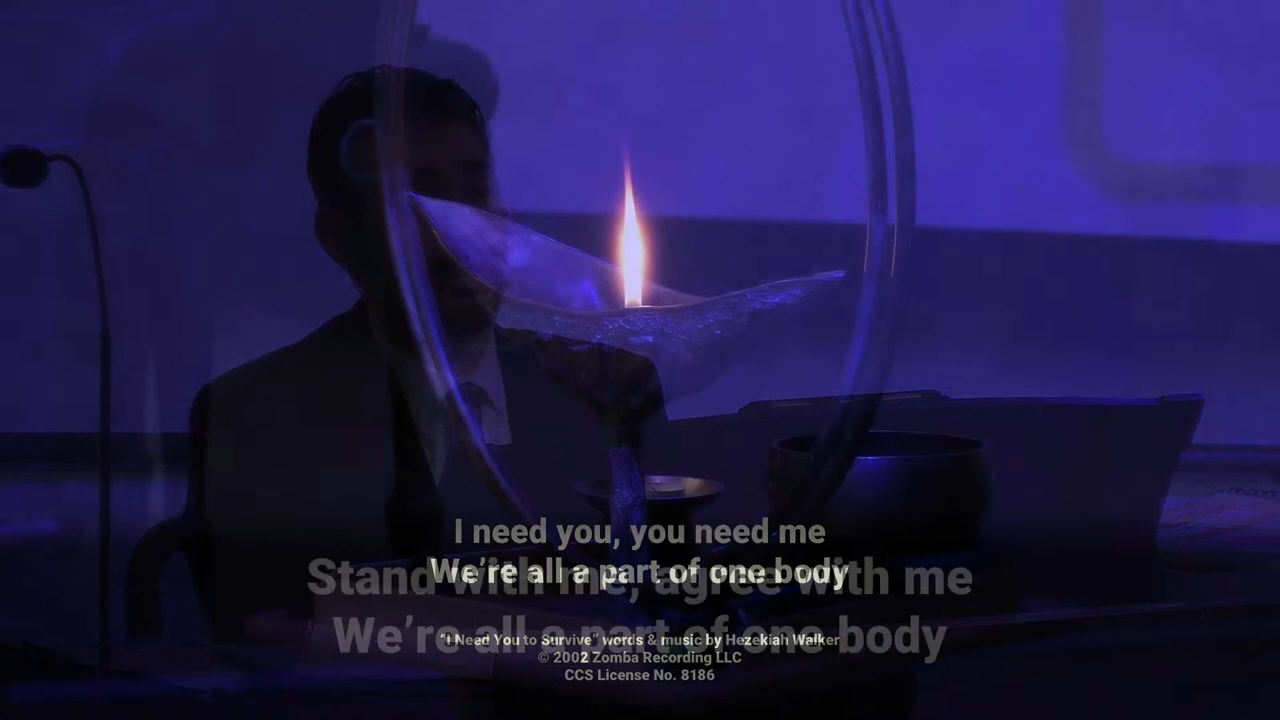 I need you, you need me
We’re all a part of one body
Stand with me, agree with me
We’re all a part of one body
“I Need You to Survive” words & music by Hezekiah Walker
© 2002 Zomba Recording LLC
CCS License No. 8186